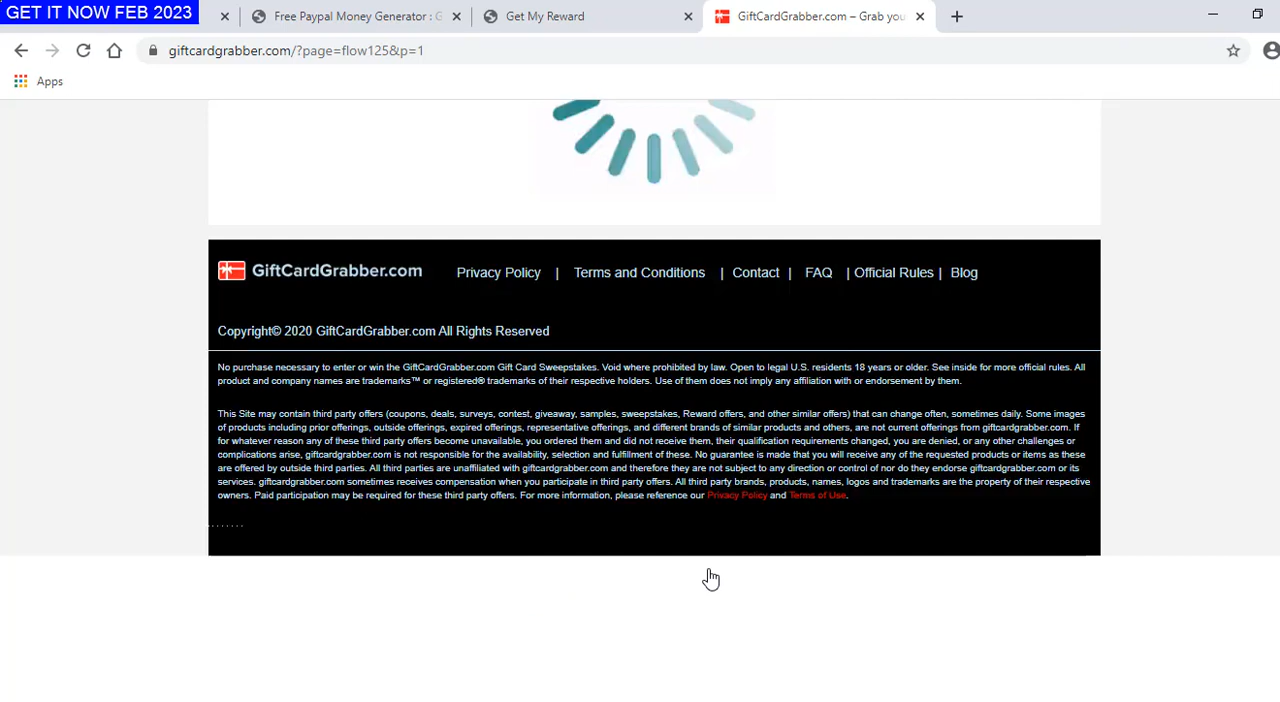 GET IT NOW FEB 2023
Free Paypal Money Generator : G
Get My Reward
GiftCardGrabber.com – Grab you
giftcardgrabber.com/?page=flow125&p=1
Apps
GiftCardGrabber.com Privacy Policy | Terms and Conditions | Contact | FAQ | Official Rules | Blog
Copyright© 2020 GiftCardGrabber.com All Rights Reserved
No purchase necessary to enter or win the GiftCardGrabber.com Gift Card Sweepstakes. Void where prohibited by law. Open to legal U.S. residents 18 years or older. See inside for more official rules. All
product and company names are trademarks™ or registered® trademarks of their respective holders. Use of them does not imply any affiliation with or endorsement by them.
This Site may contain third party offers (coupons, deals, surveys, contest, giveaway, samples, sweepstakes, Reward offers, and other similar offers) that can change often, sometimes daily. Some images
of products including prior offerings, outside offerings, expired offerings, representative offerings, and different brands of similar products and others, are not current offerings from giftcardgrabber.com. If
for whatever reason any of these third party offers become unavailable, you ordered them and did not receive them, their qualification requirements changed, you are denied, or any other challenges or
complications arise, giftcardgrabber.com is not responsible for the availability, selection and fulfillment of these. No guarantee is made that you will receive any of the requested products or items as these
are offered by outside third parties. All third parties are unaffiliated with giftcardgrabber.com and therefore they are not subject to any direction or control of nor do they endorse giftcardgrabber.com or its
services. giftcardgrabber.com sometimes receives compensation when you participate in third party offers. All third party brands, products, names, logos and trademarks are the property of their respective
owners. Paid participation may be required for these third party offers. For more information, please reference our Privacy Policy and Terms of Use.
. . . . . . . .